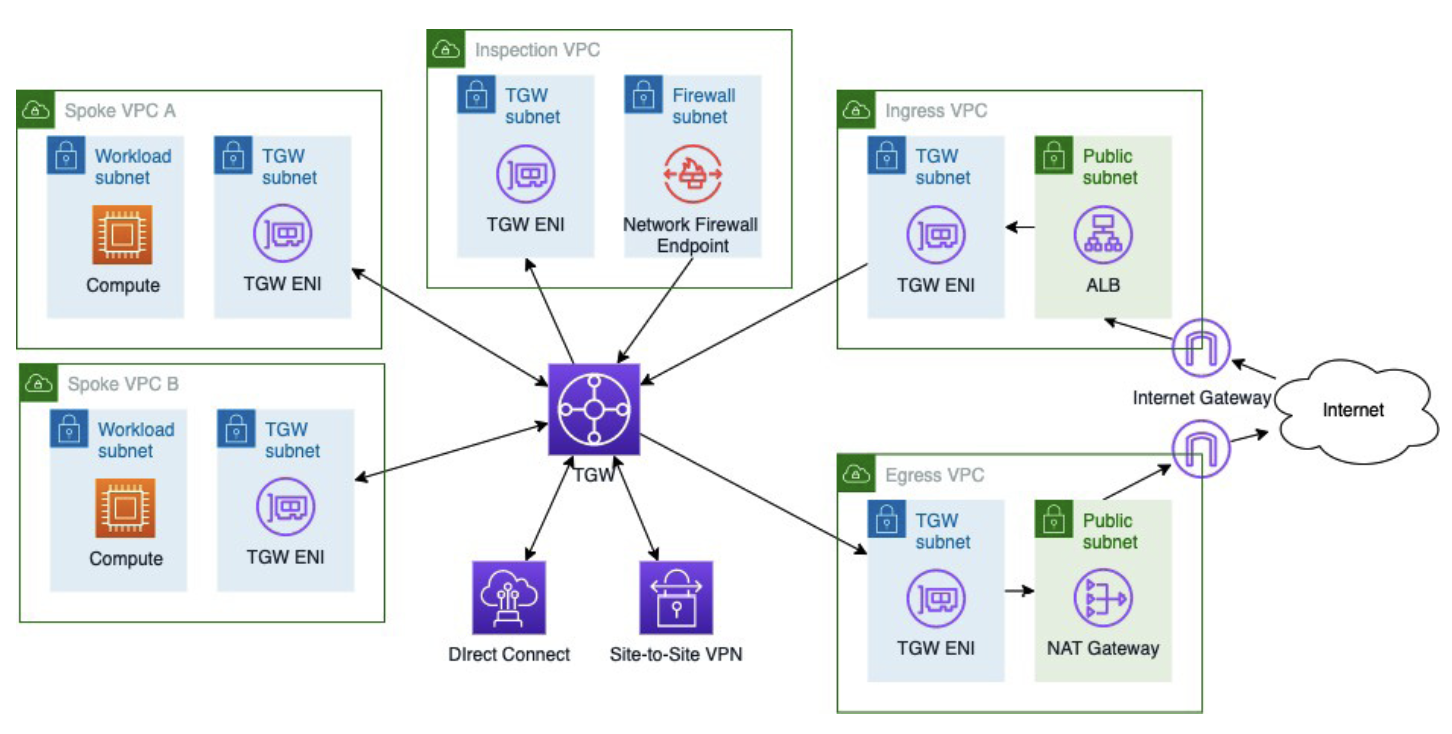 Inspection VPC
TGW
subnet
TGW ENI
Firewall
subnet
Network Firewall
Endpoint
Spoke VPC A
Workload
subnet
Compute
TGW
subnet
TGW ENI
Ingress VPC
TGW
subnet
TGW ENI
Public
subnet
ALB
Spoke VPC B
Workload
subnet
Compute
TGW
subnet
TGW ENI
TGW
Internet Gateway
Internet
Egress VPC
TGW
subnet
TGW ENI
Public
subnet
NAT Gateway
DIrect Connect
Site-to-Site VPN